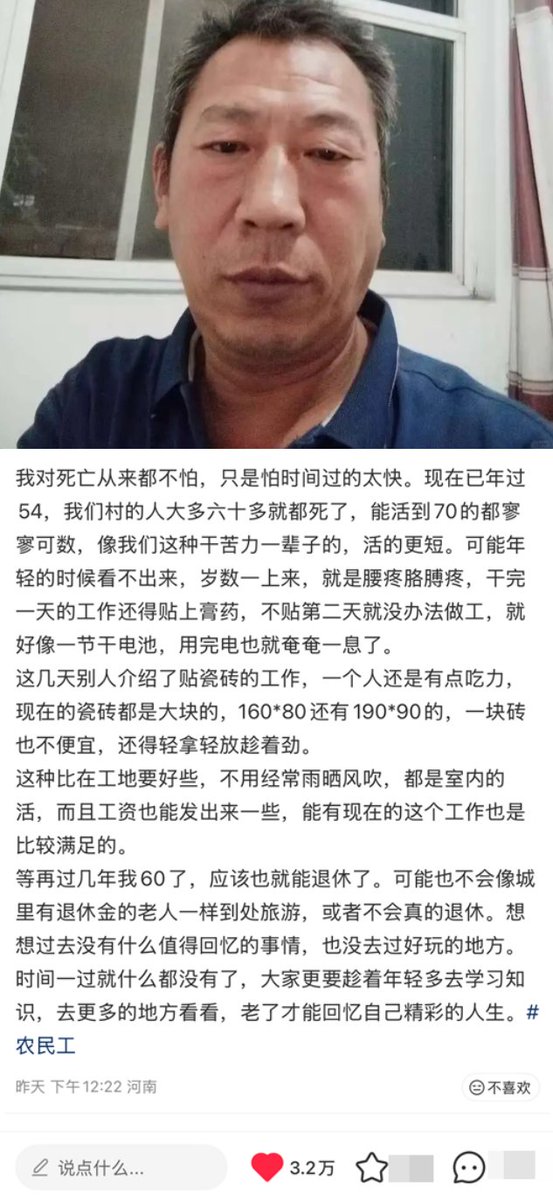 我对死亡从来都不怕，只是怕时间过的太快。现在已年过
54，我们村的人大多六十多就都死了，能活到70的都寥
寥可数，像我们这种干苦力一辈子的，活的更短。可能年
轻的时候看不出来，岁数一上来，就是腰疼胳膊疼，干完
一天的工作还得贴上膏药，不贴第二天就没办法做工，就
好像一节干电池，用完电也就奄奄一息了。
这几天别人介绍了贴瓷砖的工作，一个人还是有点吃力，
现在的瓷砖都是大块的，160*80还有190*90的，一块砖
也不便宜，还得轻拿轻放趁着劲。
这种比在工地要好些，不用经常雨晒风吹，都是室内的
活，而且工资也能发出来一些，能有现在的这个工作也是
比较满足的。
等再过几年我60了，应该也就能退休了。可能也不会像城
里有退休金的老人一样到处旅游，或者不会真的退休。想
想过去没有什么值得回忆的事情，也没去过好玩的地方。
时间一过就什么都没有了，大家更要趁着年轻多去学习知
识，去更多的地方看看，老了才能回忆自己精彩的人生。#
农民工
昨天 下午12:22 河南
不喜欢
说点什么...
3.2万